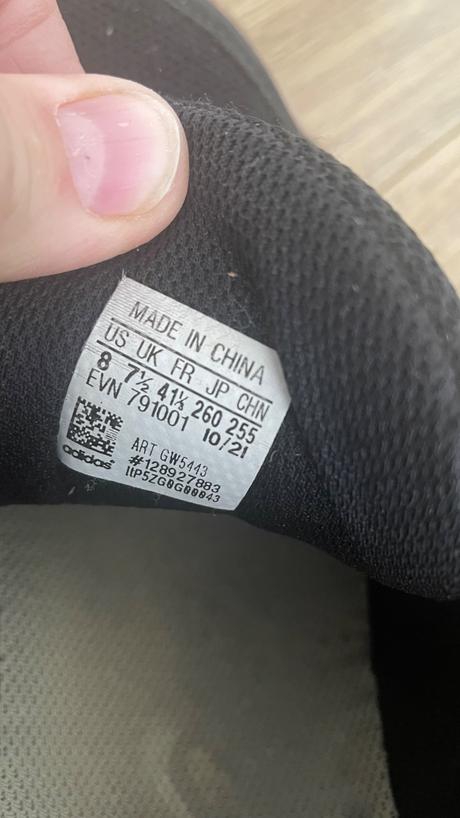 MADE IN CHINA
US UK FR JP CHN
8 7½ 41⅓ 260 255
EVN 791001 10/21
ART GW5443
#128927883
adidas 11P5ZG0G00043